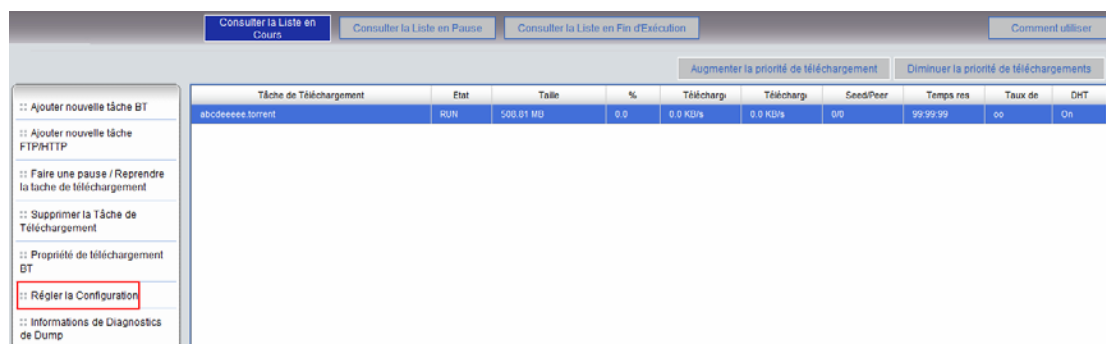 Consulter la Liste en Cours
Consulter la Liste en Pause
Consulter la Liste en Fin d'Exécution
Comment utiliser
Augmenter la priorité de téléchargement
Diminuer la priorité de téléchargements
:: Ajouter nouvelle tâche BT
:: Ajouter nouvelle tâche
FTP/HTTP
:: Faire une pause / Reprendre
la tache de téléchargement
:: Supprimer la Tâche de
Téléchargement
:: Propriété de téléchargement
BT
:: Régler la Configuration
:: Informations de Diagnostics
de Dump
Tâche de Téléchargement Etat Taille % Télécharg Télécharg Seed/Peer Temps res Taux de DHT
abcdeeeee.torrent RUN 500.81 MB 0.0 0.0 KB/s 0.0 KB/s 0/0 99:99:99 oo On